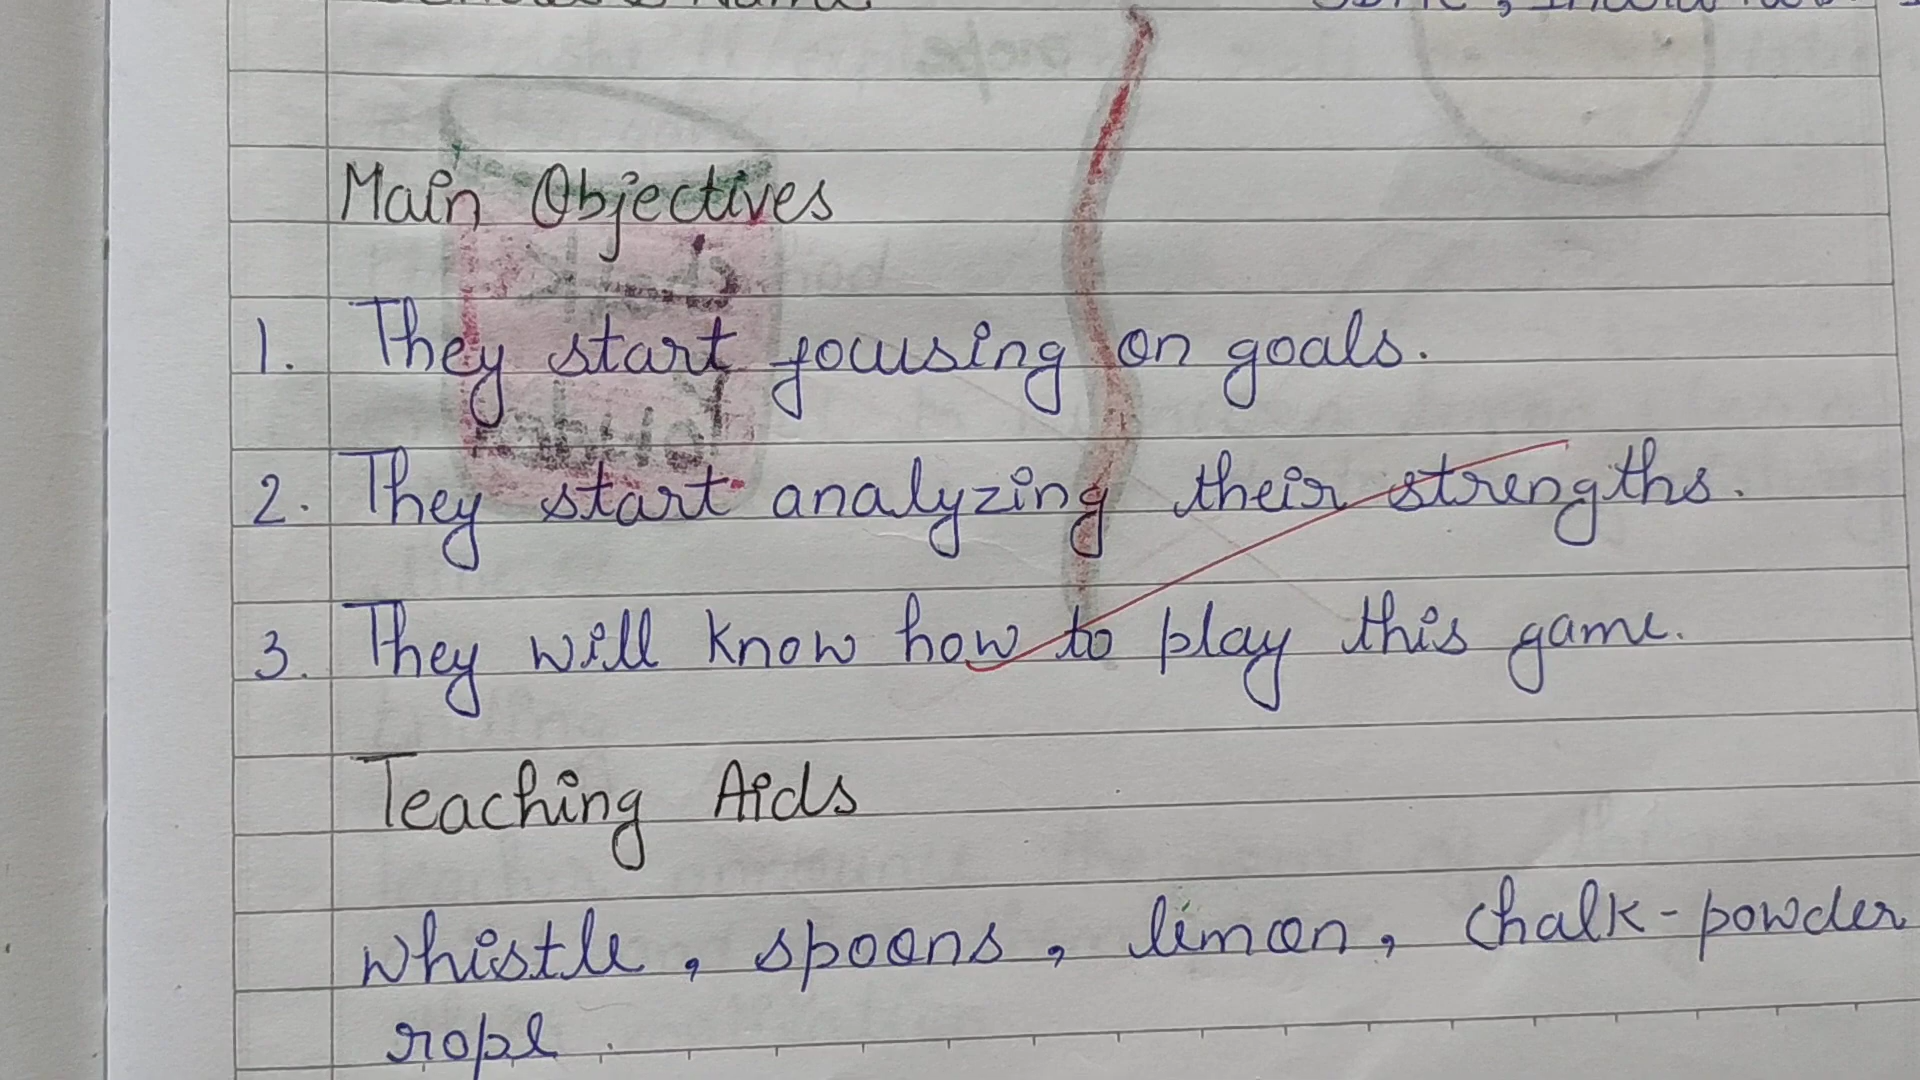 Main Objectives
1. They start focusing on goals.
2. They start analyzing their strengths.
3. They will know how to play this game.
Teaching Aids
whistle, spoons, limon, chalk-powder
rope.